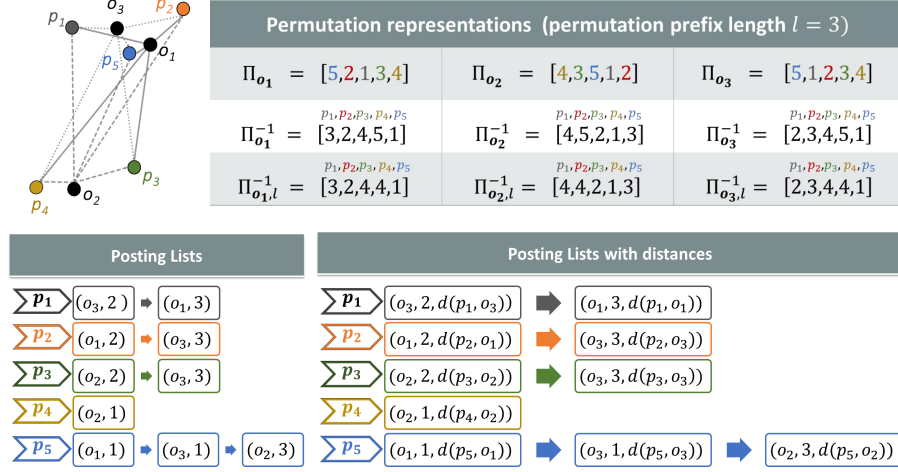 o₃
p₂
p₁
o₁
p₅
p₃
p₄
o₂
Permutation representations (permutation prefix length l = 3)
Πₒ₁ = [5,2,1,3,4]
Πₒ₂ = [4,3,5,1,2]
Πₒ₃ = [5,1,2,3,4]
p₁,p₂,p₃,p₄,p₅
p₁,p₂,p₃,p₄,p₅
p₁,p₂,p₃,p₄,p₅
Πₒ₁⁻¹ = [3,2,4,5,1]
Πₒ₂⁻¹ = [4,5,2,1,3]
Πₒ₃⁻¹ = [2,3,4,5,1]
p₁,p₂,p₃,p₄,p₅
p₁,p₂,p₃,p₄,p₅
p₁,p₂,p₃,p₄,p₅
Πₒ₁,ₗ⁻¹ = [3,2,4,4,1]
Πₒ₂,ₗ⁻¹ = [4,4,2,1,3]
Πₒ₃,ₗ⁻¹ = [2,3,4,4,1]
Posting Lists
p₁ (o₃, 2 ) (o₁, 3)
p₂ (o₁, 2) (o₃, 3)
p₃ (o₂, 2) (o₃, 3)
p₄ (o₂, 1)
p₅ (o₁, 1) (o₃, 1) (o₂, 3)
Posting Lists with distances
p₁ (o₃, 2, d(p₁, o₃)) (o₁, 3, d(p₁, o₁))
p₂ (o₁, 2, d(p₂, o₁)) (o₃, 3, d(p₂, o₃))
p₃ (o₂, 2, d(p₃, o₂)) (o₃, 3, d(p₃, o₃))
p₄ (o₂, 1, d(p₄, o₂))
p₅ (o₁, 1, d(p₅, o₁)) (o₃, 1, d(p₅, o₃)) (o₂, 3, d(p₅, o₂))